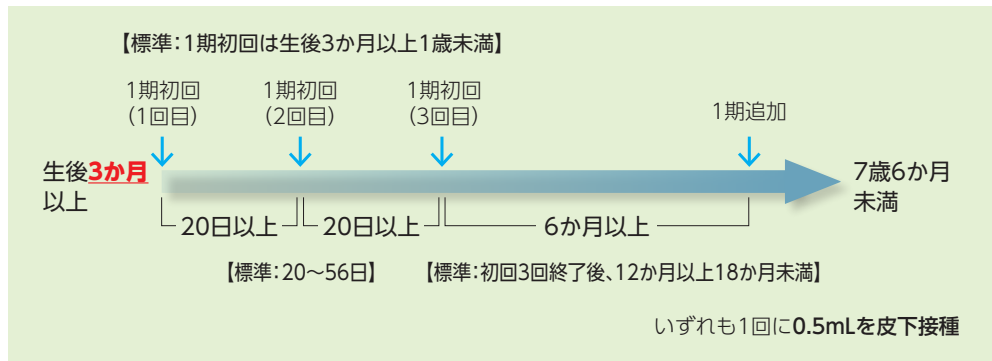 【標準：1期初回は生後3か月以上1歳未満】
1期初回
(1回目)
1期初回
(2回目)
1期初回
(3回目)
1期追加
生後3か月
以上
7歳6か月
未満
20日以上
20日以上
6か月以上
【標準：20〜56日】
【標準：初回3回終了後、12か月以上18か月未満】
いずれも1回に0.5mLを皮下接種